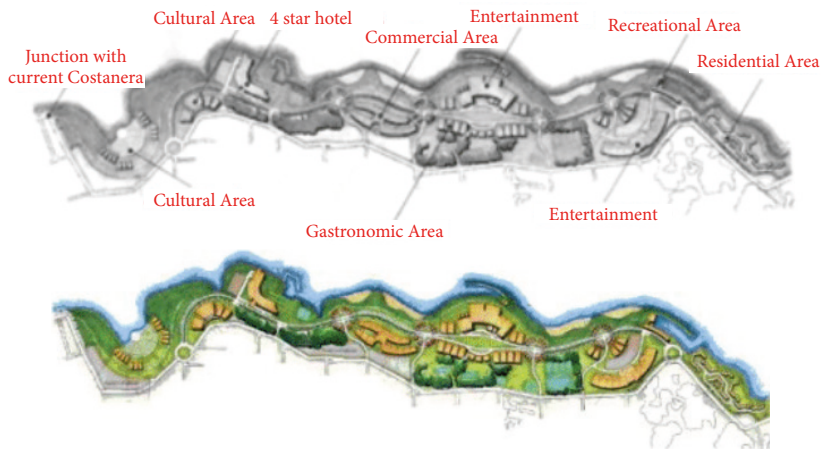 Cultural Area
4 star hotel
Entertainment
Commercial Area
Recreational Area
Junction with
current Costanera
Residential Area
Cultural Area
Entertainment
Gastronomic Area